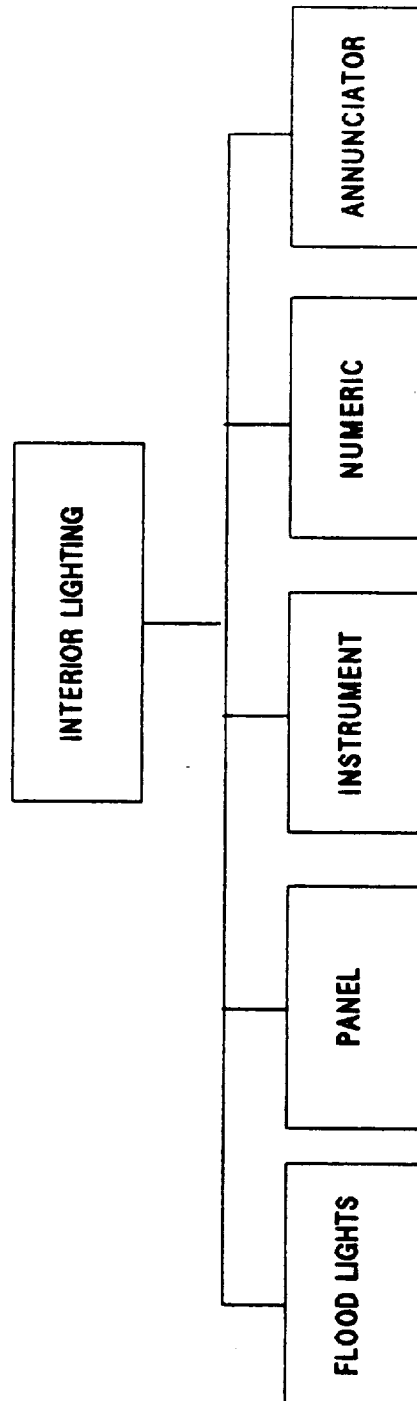 INTERIOR LIGHTING
FLOOD LIGHTS
PANEL
INSTRUMENT
NUMERIC
ANNUNCIATOR